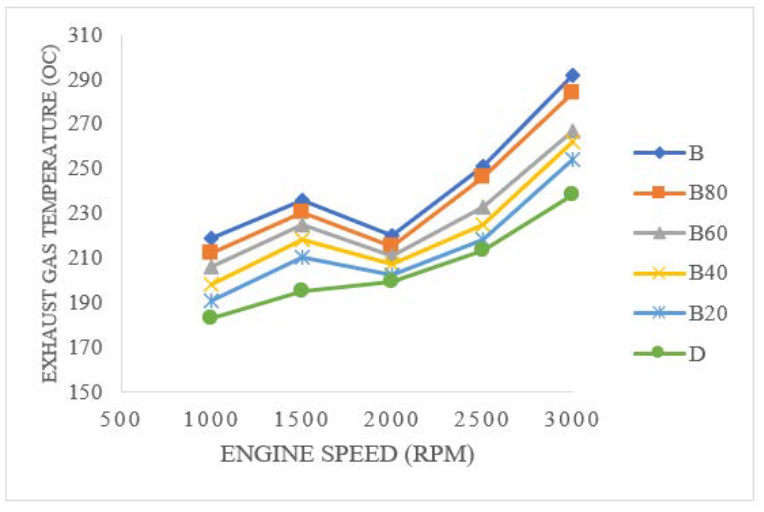 EXHAUST GAS TEMPERATURE (OC)
310
290
270
250
230
210
190
170
150
500 1000 1500 2000 2500 3000
ENGINE SPEED (RPM)
B
B80
B60
B40
B20
D